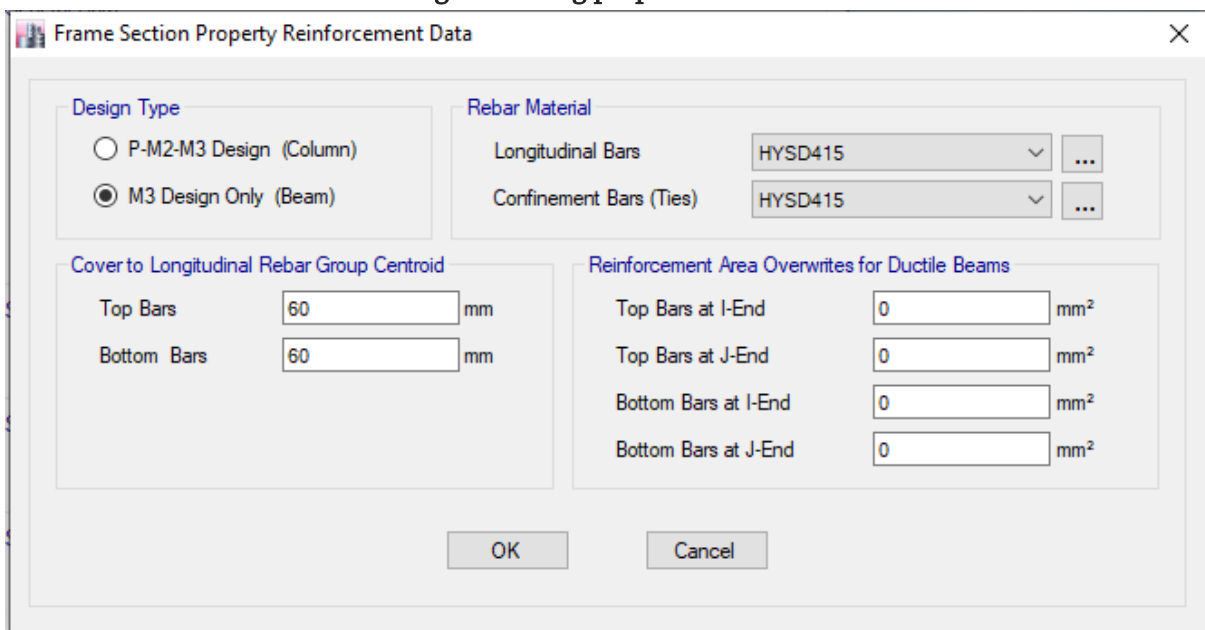 Frame Section Property Reinforcement Data
Design Type
P-M2-M3 Design (Column)
M3 Design Only (Beam)
Rebar Material
Longitudinal Bars HYSD415 ...
Confinement Bars (Ties) HYSD415 ...
Cover to Longitudinal Rebar Group Centroid
Top Bars 60 mm
Bottom Bars 60 mm
Reinforcement Area Overwrites for Ductile Beams
Top Bars at I-End 0 mm²
Top Bars at J-End 0 mm²
Bottom Bars at I-End 0 mm²
Bottom Bars at J-End 0 mm²
OK Cancel